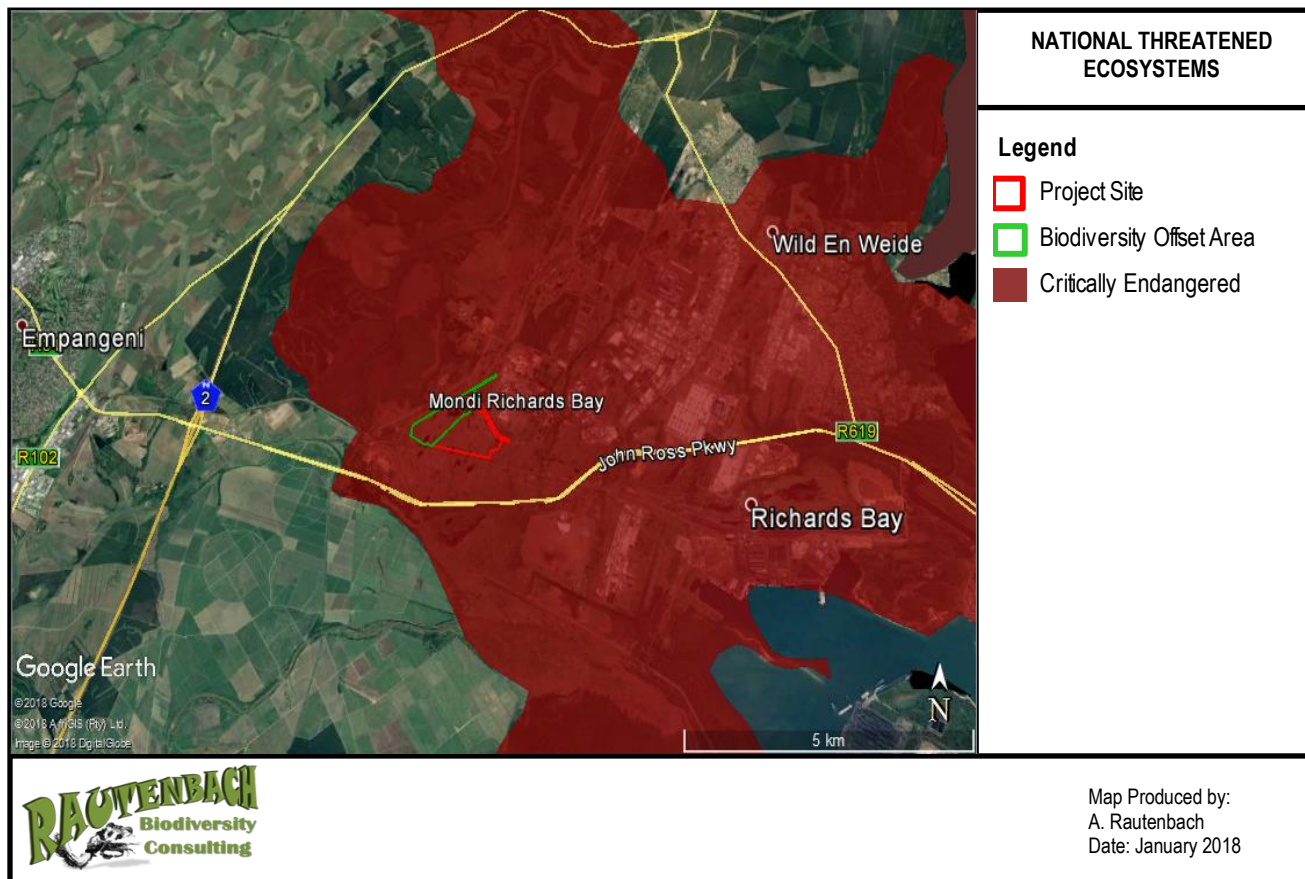 NATIONAL THREATENED
ECOSYSTEMS
Legend
Project Site
Biodiversity Offset Area
Critically Endangered
Wild En Weide
Empangeni
N
2
Mondi Richards Bay
R102
John Ross Pkwy
R619
Richards Bay
Google Earth
©2018 Google
©2018 AfriGIS (Pty) Ltd.
Image ©2018 DigitalGlobe
N
5 km
RAUTENBACH
Biodiversity
Consulting
Map Produced by:
A. Rautenbach
Date: January 2018